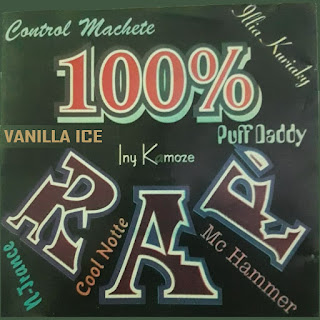 Control Machete
Illia Kuriaky
100%
VANILLA ICE
Puff Daddy
Iny Kamoze
RAP
N-Trance
Cool Notte
Mc Hammer